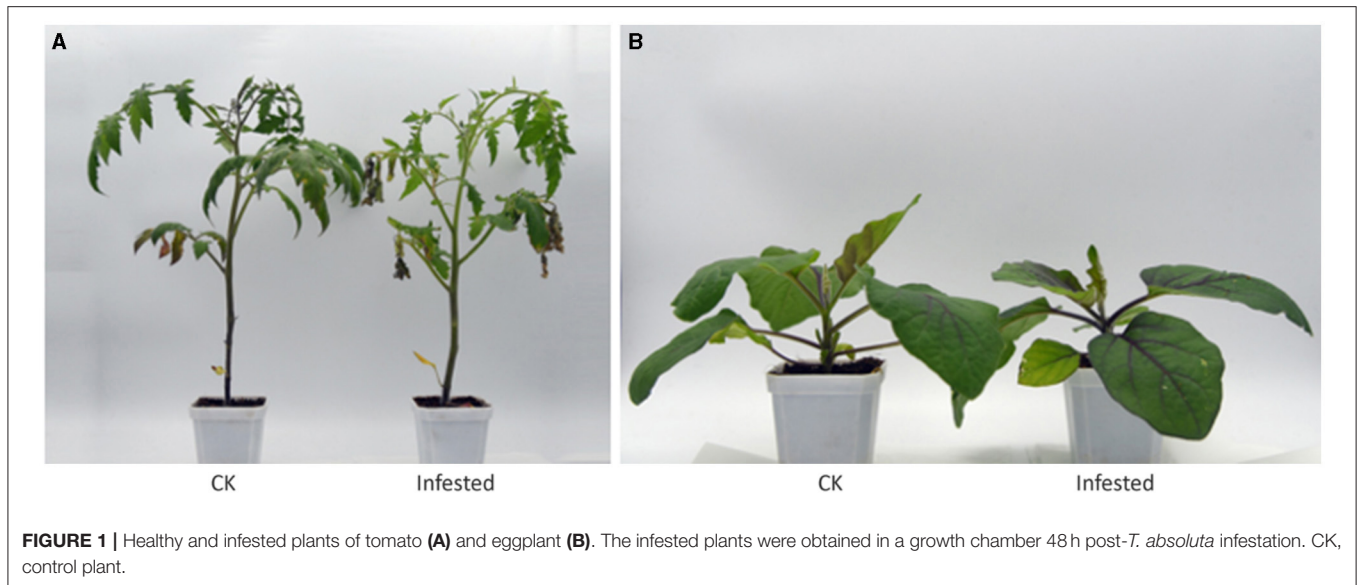 A
B
CK
Infested
CK
Infested
FIGURE 1 | Healthy and infested plants of tomato (A) and eggplant (B). The infested plants were obtained in a growth chamber 48 h post-T. absoluta infestation. CK,
control plant.